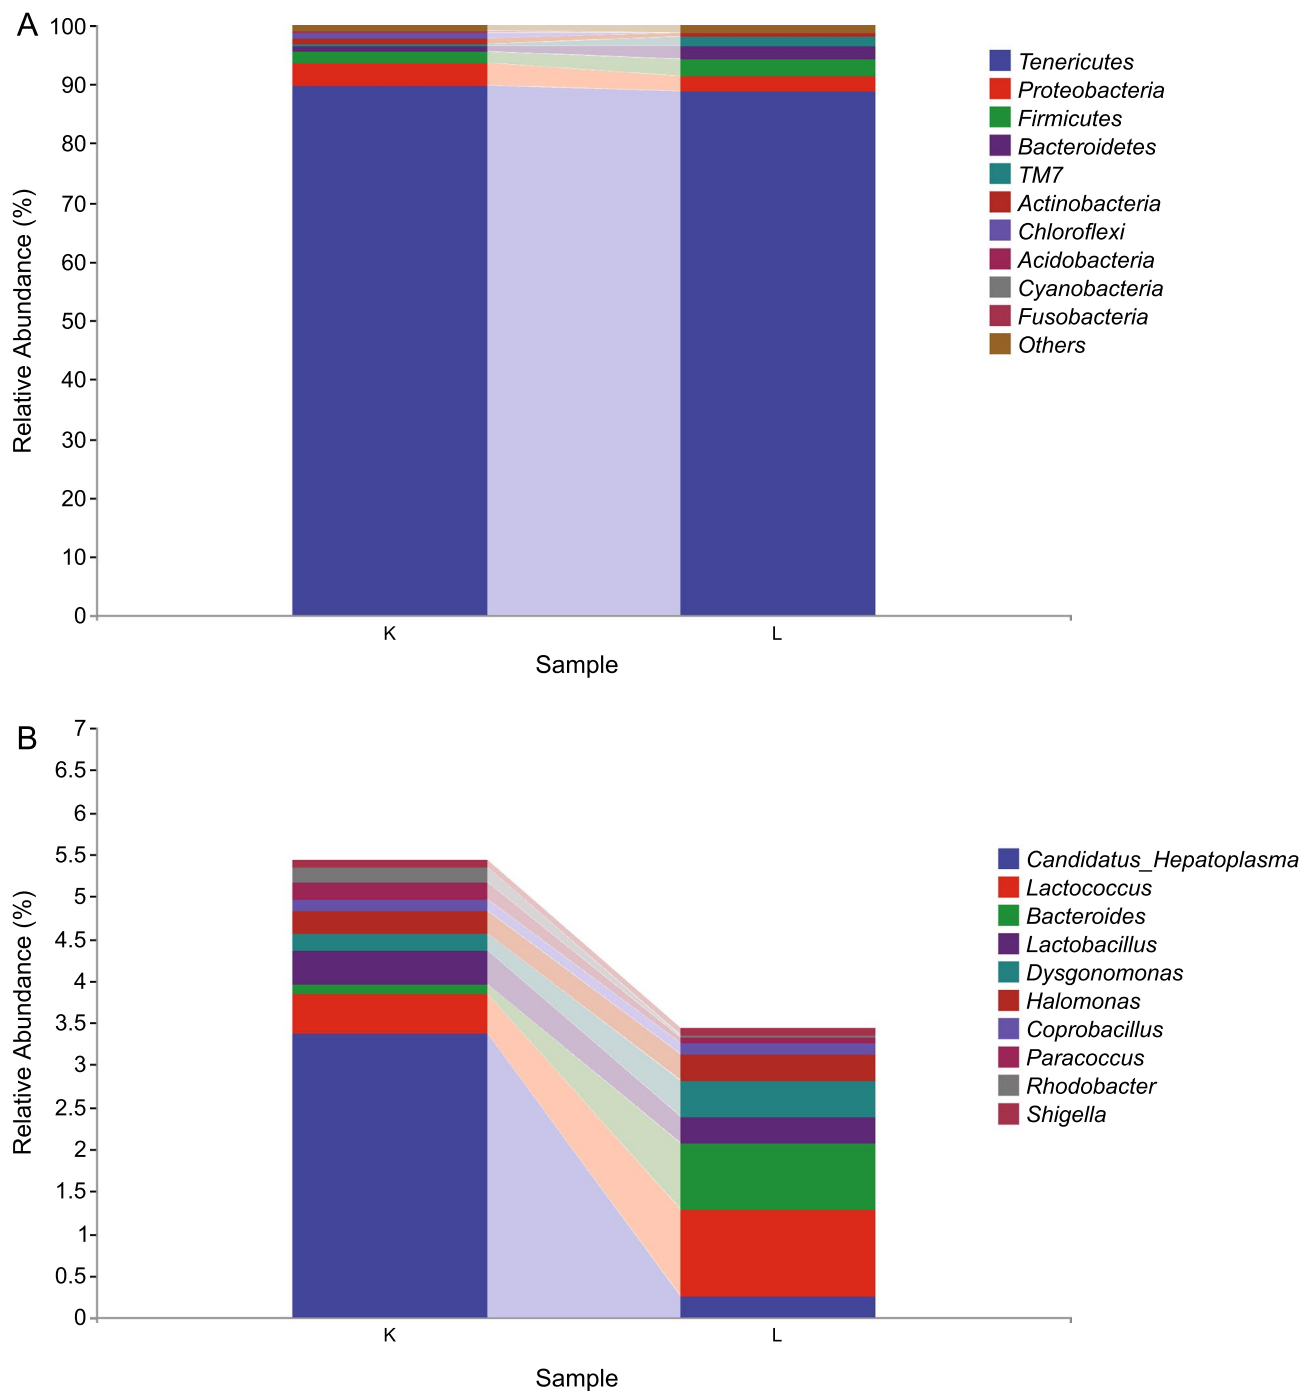 A
100
90
80
70
60
50
40
30
20
10
0
Relative Abundance (%)
K
L
Sample
Tenericutes
Proteobacteria
Firmicutes
Bacteroidetes
TM7
Actinobacteria
Chloroflexi
Acidobacteria
Cyanobacteria
Fusobacteria
Others
B
7
6.5
6
5.5
5
4.5
4
3.5
3
2.5
2
1.5
1
0.5
0
Relative Abundance (%)
K
L
Sample
Candidatus_Hepatoplasma
Lactococcus
Bacteroides
Lactobacillus
Dysgonomonas
Halomonas
Coprobacillus
Paracoccus
Rhodobacter
Shigella